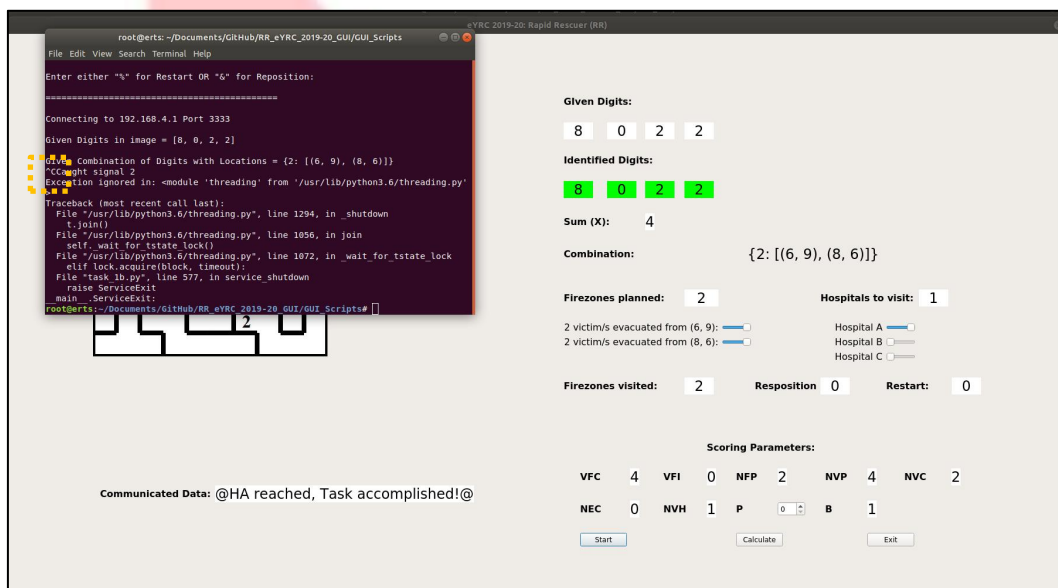 eYRC 2019-20: Rapid Rescuer (RR)
root@erts: ~/Documents/GitHub/RR_eYRC_2019-20_GUI/GUI_Scripts
File Edit View Search Terminal Help
Enter either "%" for Restart OR "&" for Reposition:
============================================
Connecting to 192.168.4.1 Port 3333
Given Digits in image = [8, 0, 2, 2]
Given Combination of Digits with Locations = {2: [(6, 9), (8, 6)]}
^CCaught signal 2
Exception ignored in: <module 'threading' from '/usr/lib/python3.6/threading.py'
>
Traceback (most recent call last):
File "/usr/lib/python3.6/threading.py", line 1294, in _shutdown
t.join()
File "/usr/lib/python3.6/threading.py", line 1056, in join
self._wait_for_tstate_lock()
File "/usr/lib/python3.6/threading.py", line 1072, in _wait_for_tstate_lock
elif lock.acquire(block, timeout):
File "task_1b.py", line 577, in service_shutdown
raise ServiceExit
__main__.ServiceExit:
root@erts:~/Documents/GitHub/RR_eYRC_2019-20_GUI/GUI_Scripts#
2
Communicated Data: @HA reached, Task accomplished!@
GIven Digits:
8 0 2 2
Identified Digits:
8 0 2 2
Sum (X): 4
Combination: {2: [(6, 9), (8, 6)]}
Firezones planned: 2 Hospitals to visit: 1
2 victim/s evacuated from (6, 9): Hospital A
2 victim/s evacuated from (8, 6): Hospital B
Hospital C
Firezones visited: 2 Resposition 0 Restart: 0
Scoring Parameters:
VFC 4 VFI 0 NFP 2 NVP 4 NVC 2
NEC 0 NVH 1 P 0 B 1
Start Calculate Exit